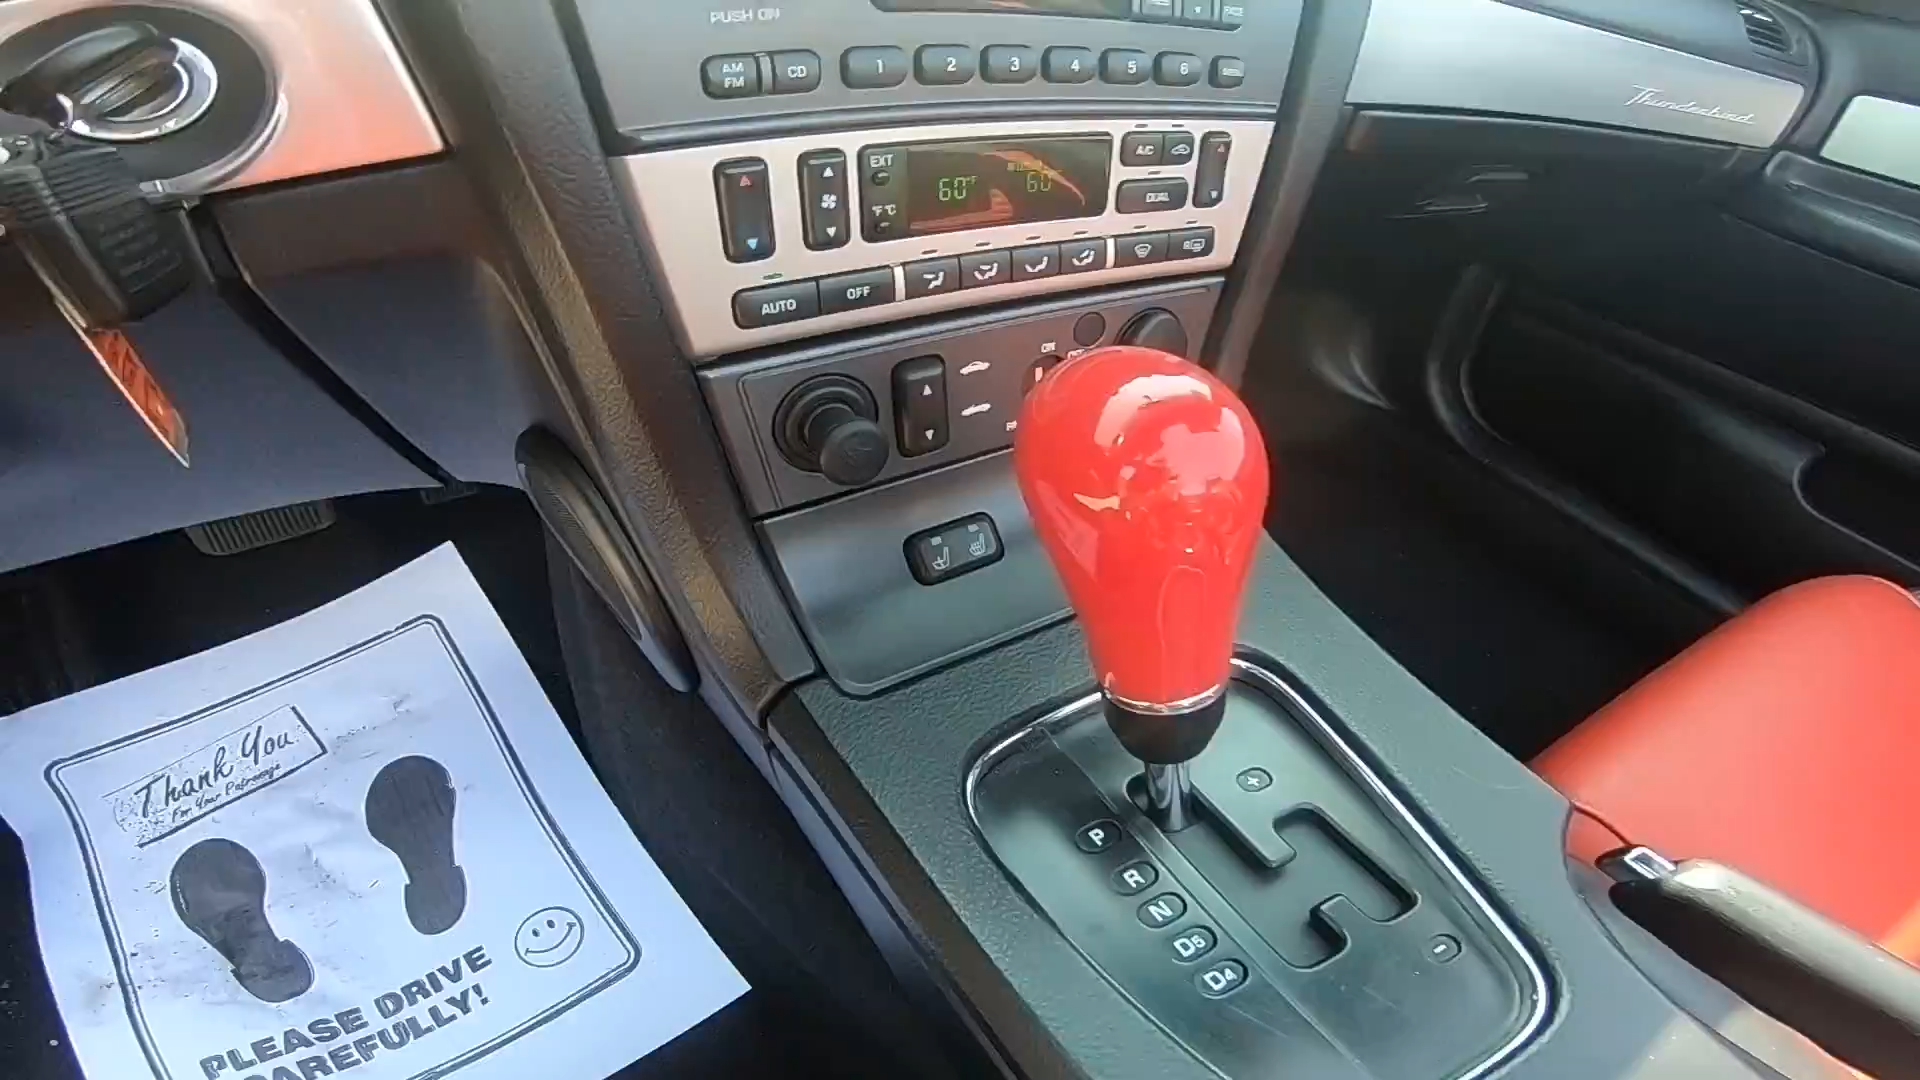 PUSH ON
AM FM
CD
1 2 3 4 5 6
Thunderbird
EXT
°F °C
60°F
60
A/C
DUAL
AUTO
OFF
ON
P
R
N
D5
D4
+
-
Thank You
For Your Patronage
PLEASE DRIVE
CAREFULLY!